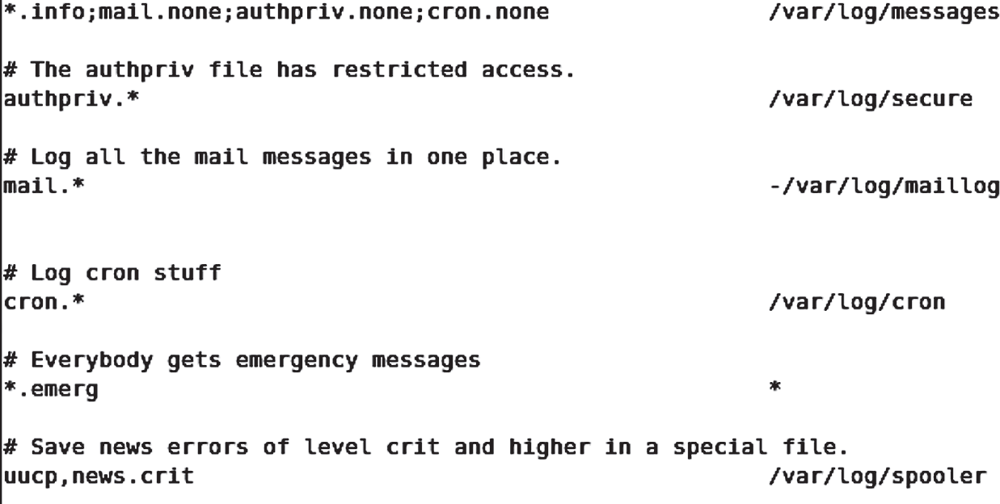 *.info;mail.none;authpriv.none;cron.none /var/log/messages
# The authpriv file has restricted access.
authpriv.* /var/log/secure
# Log all the mail messages in one place.
mail.* -/var/log/maillog
# Log cron stuff
cron.* /var/log/cron
# Everybody gets emergency messages
*.emerg *
# Save news errors of level crit and higher in a special file.
uucp,news.crit /var/log/spooler